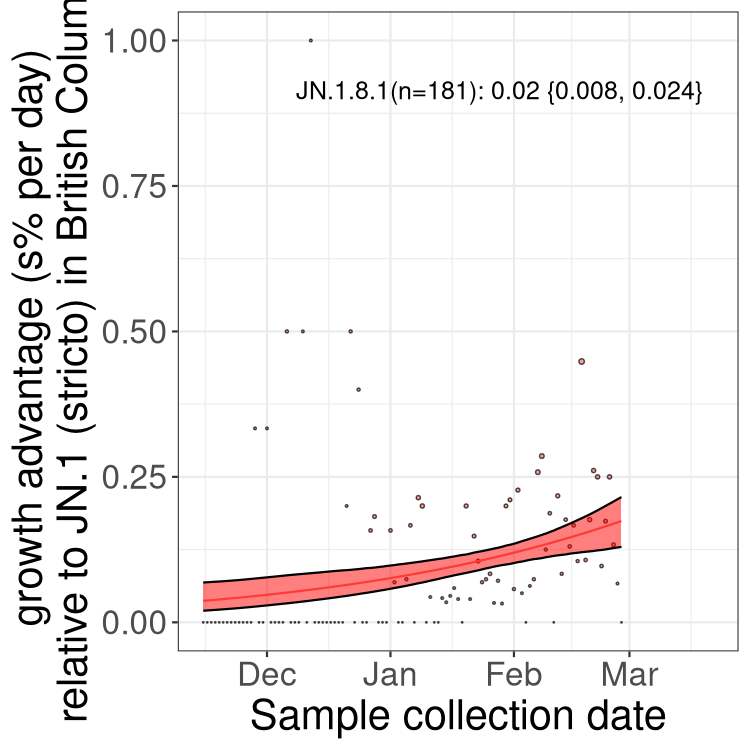 growth advantage (s% per day)
relative to JN.1 (stricto) in British Colum
1.00
0.75
0.50
0.25
0.00
JN.1.8.1(n=181): 0.02 {0.008, 0.024}
Dec Jan Feb Mar
Sample collection date